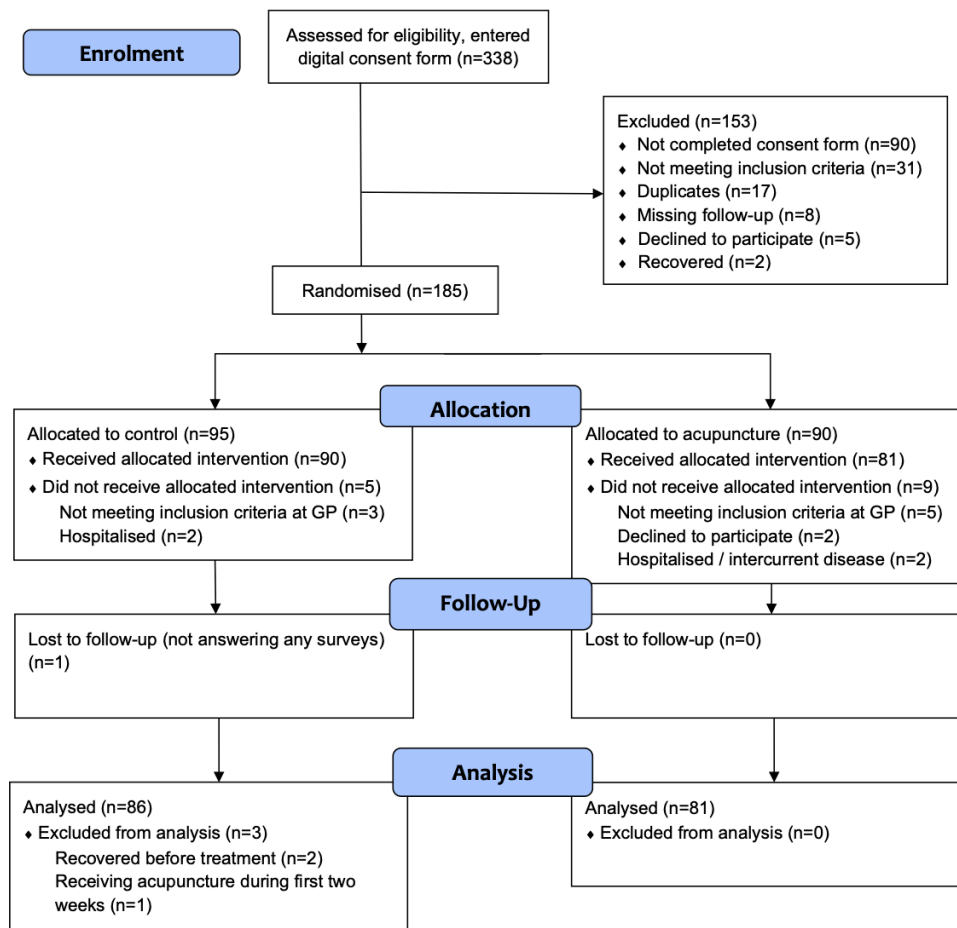 Enrolment
Assessed for eligibility, entered
digital consent form (n=338)
Excluded (n=153)
♦ Not completed consent form (n=90)
♦ Not meeting inclusion criteria (n=31)
♦ Duplicates (n=17)
♦ Missing follow-up (n=8)
♦ Declined to participate (n=5)
♦ Recovered (n=2)
Randomised (n=185)
Allocation
Allocated to control (n=95)
♦ Received allocated intervention (n=90)
♦ Did not receive allocated intervention (n=5)
Not meeting inclusion criteria at GP (n=3)
Hospitalised (n=2)
Allocated to acupuncture (n=90)
♦ Received allocated intervention (n=81)
♦ Did not receive allocated intervention (n=9)
Not meeting inclusion criteria at GP (n=5)
Declined to participate (n=2)
Hospitalised / intercurrent disease (n=2)
Follow-Up
Lost to follow-up (not answering any surveys)
(n=1)
Lost to follow-up (n=0)
Analysis
Analysed (n=86)
♦ Excluded from analysis (n=3)
Recovered before treatment (n=2)
Receiving acupuncture during first two
weeks (n=1)
Analysed (n=81)
♦ Excluded from analysis (n=0)